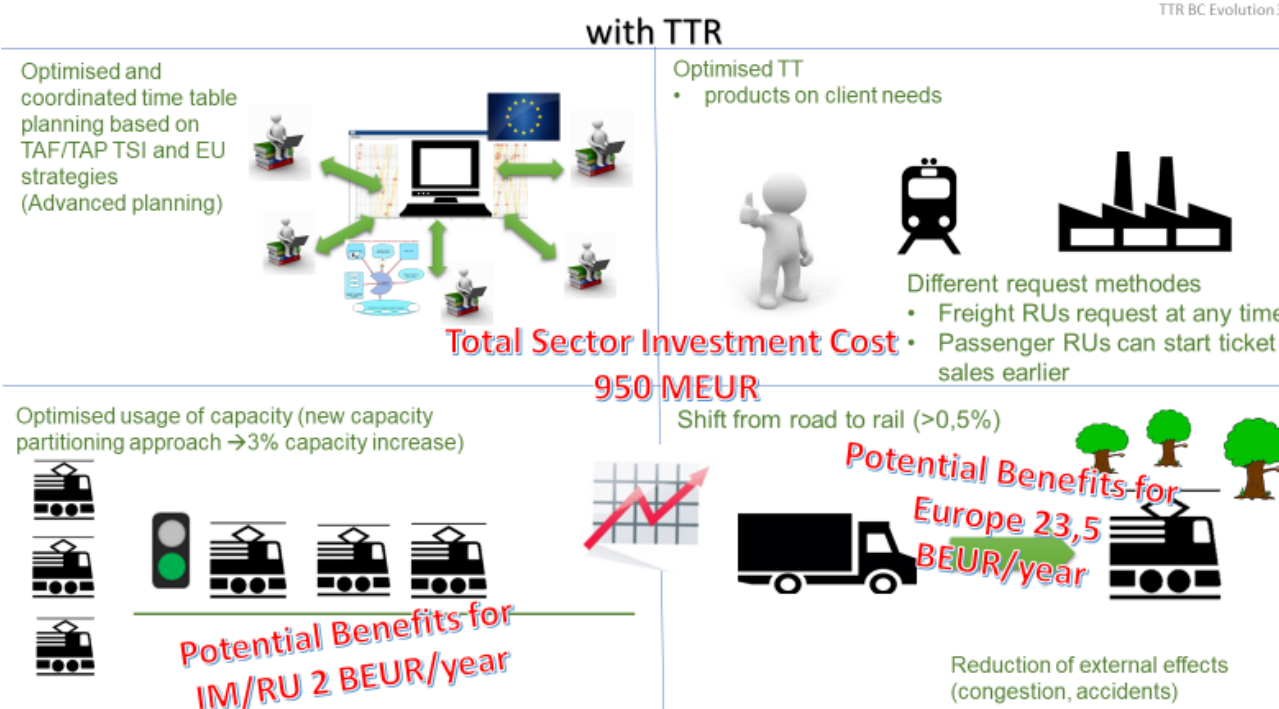 TTR BC Evolution
with TTR
Optimised and
coordinated time table
planning based on
TAF/TAP TSI and EU
strategies
(Advanced planning)
Optimised TT
• products on client needs
Different request methodes
• Freight RUs request at any time
• Passenger RUs can start ticket
sales earlier
Total Sector Investment Cost
950 MEUR
Optimised usage of capacity (new capacity
partitioning approach →3% capacity increase)
Potential Benefits for
IM/RU 2 BEUR/year
Shift from road to rail (>0,5%)
Potential Benefits for
Europe 23,5
BEUR/year
Reduction of external effects
(congestion, accidents)